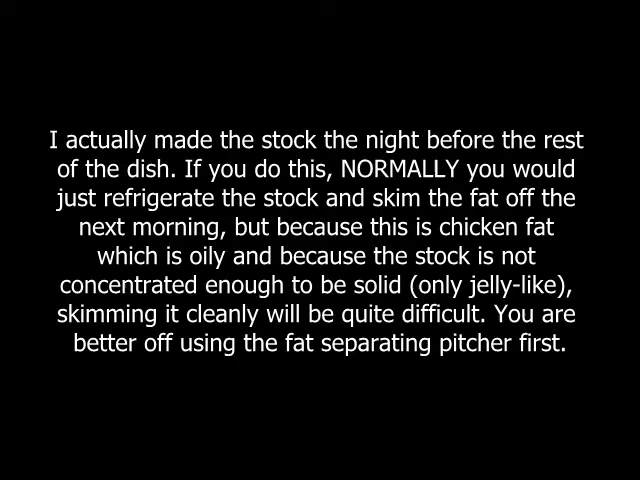 I actually made the stock the night before the rest
of the dish. If you do this, NORMALLY you would
just refrigerate the stock and skim the fat off the
next morning, but because this is chicken fat
which is oily and because the stock is not
concentrated enough to be solid (only jelly-like),
skimming it cleanly will be quite difficult. You are
better off using the fat separating pitcher first.